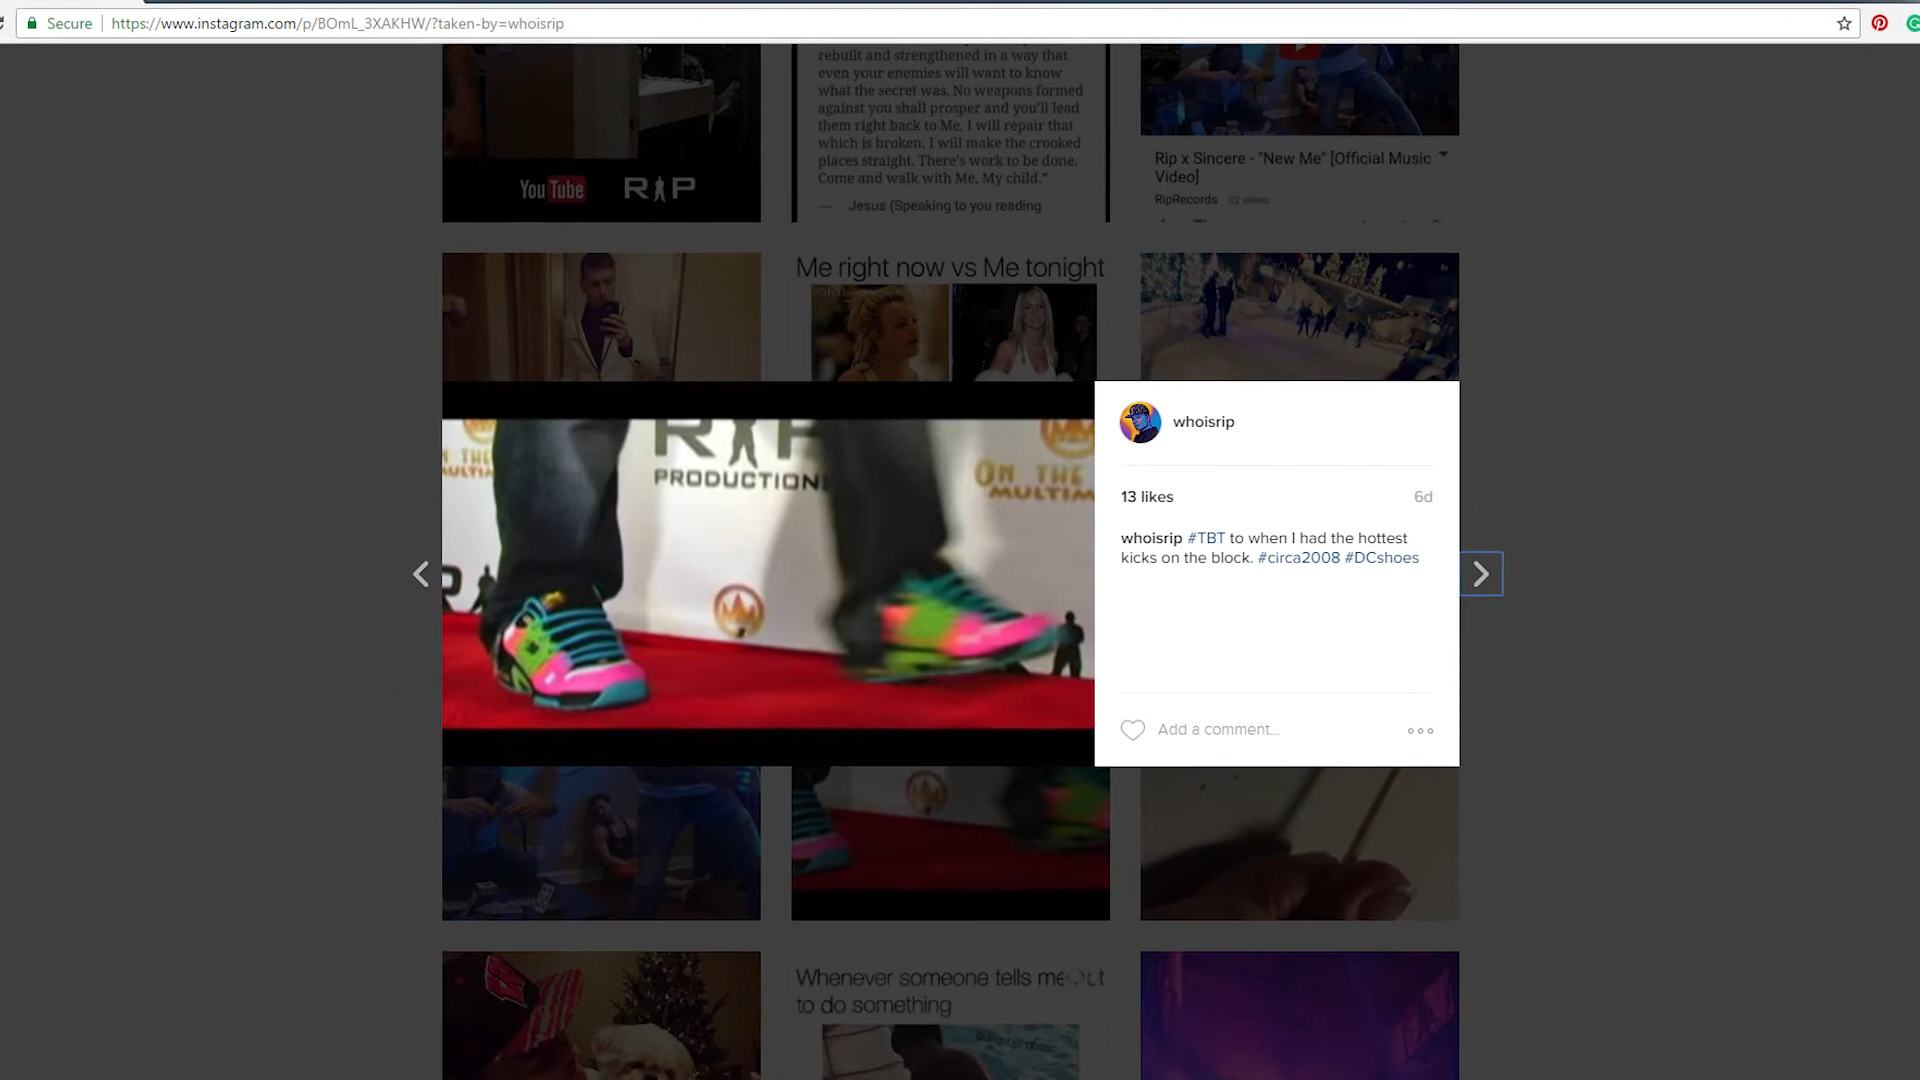 Secure
https://www.instagram.com/p/BOmL_3XAKHW/?taken-by=whoisrip
rebuilt and strengthened in a way that
even your enemies will want to know
what the secret was. No weapons formed
against you shall prosper and you'll lead
them right back to Me. I will repair that
which is broken. I will make the crooked
places straight. There's work to be done.
Come and walk with Me, My child."
— Jesus (Speaking to you reading
YouTube RIP
Rip x Sincere - "New Me" [Official Music
Video]
RipRecords 32 views
Me right now vs Me tonight
PRODUCTION
ON THE
MULTIM
whoisrip
13 likes
6d
whoisrip #TBT to when I had the hottest
kicks on the block. #circa2008 #DCshoes
Add a comment...
Whenever someone tells me
to do something